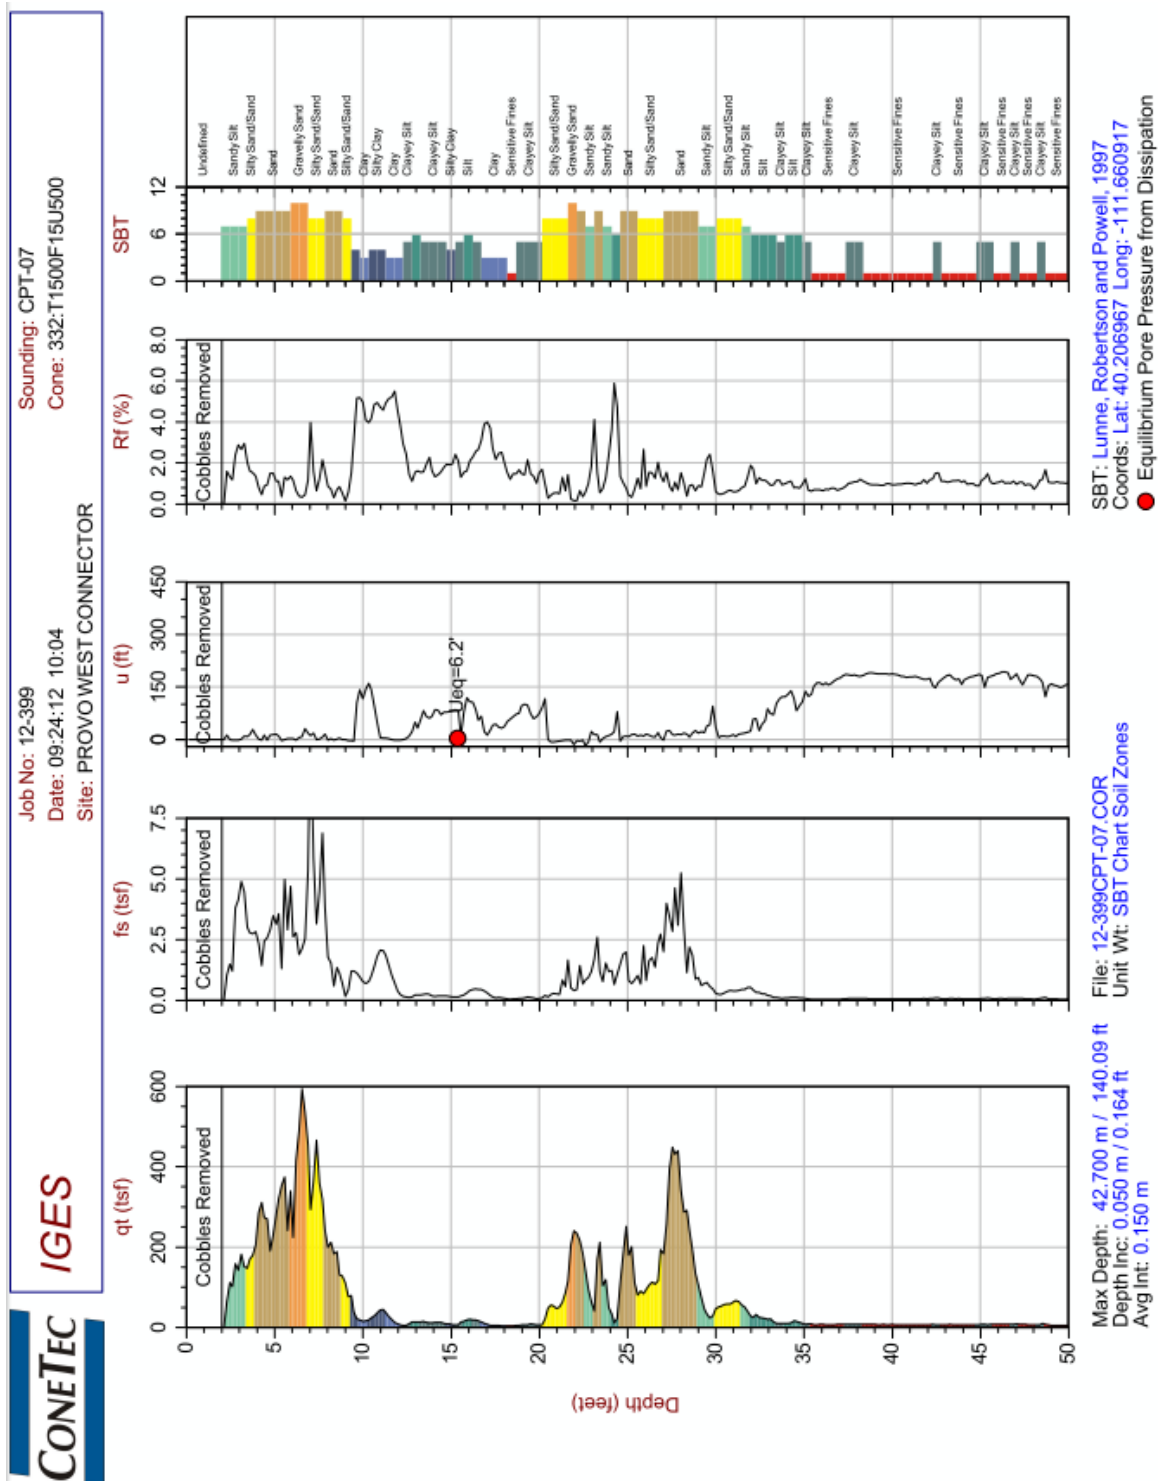 CONETEC
IGES
Job No: 12-399
Date: 09:24:12 10:04
Site: PROVO WEST CONNECTOR
Sounding: CPT-07
Cone: 332:T1500F15U500
qt (tsf)
fs (tsf)
u (ft)
Rf (%)
SBT
0 200 400 600
0.0 2.5 5.0 7.5
0 150 300 450
0.0 2.0 4.0 6.0 8.0
0 6 12
Depth (feet)
0
5
10
15
20
25
30
35
40
45
50
Cobbles Removed
Cobbles Removed
Cobbles Removed
Cobbles Removed
Ueq=6.2'
Undefined
Sandy Silt
Silty Sand/Sand
Sand
Gravelly Sand
Silty Sand/Sand
Sand
Silty Sand/Sand
Clay
Silty Clay
Clay
Clayey Silt
Clayey Silt
Silty Clay
Silt
Clay
Sensitive Fines
Clayey Silt
Silty Sand/Sand
Gravelly Sand
Sandy Silt
Sandy Silt
Sand
Silty Sand/Sand
Sand
Sandy Silt
Silty Sand/Sand
Sandy Silt
Silt
Clayey Silt
Silt
Clayey Silt
Sensitive Fines
Clayey Silt
Sensitive Fines
Clayey Silt
Sensitive Fines
Clayey Silt
Sensitive Fines
Clayey Silt
Sensitive Fines
Clayey Silt
Sensitive Fines
Max Depth: 42.700 m / 140.09 ft
Depth Inc: 0.050 m / 0.164 ft
Avg Int: 0.150 m
File: 12-399CPT-07.COR
Unit Wt: SBT Chart Soil Zones
SBT: Lunne, Robertson and Powell, 1997
Coords: Lat: 40.206967 Long: -111.660917
Equilibrium Pore Pressure from Dissipation